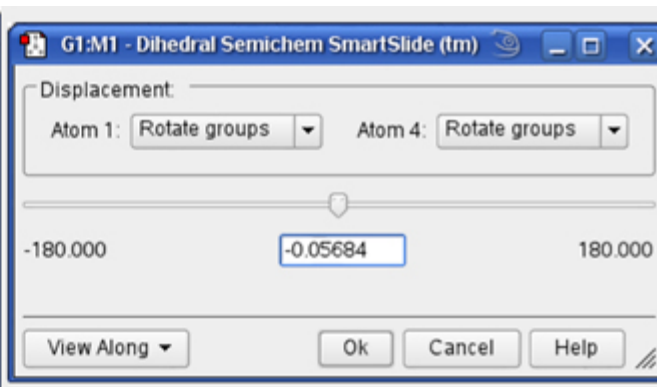 G1:M1 - Dihedral Semichem SmartSlide (tm)
Displacement:
Atom 1: Rotate groups Atom 4: Rotate groups
-180.000 -0.05684 180.000
View Along Ok Cancel Help